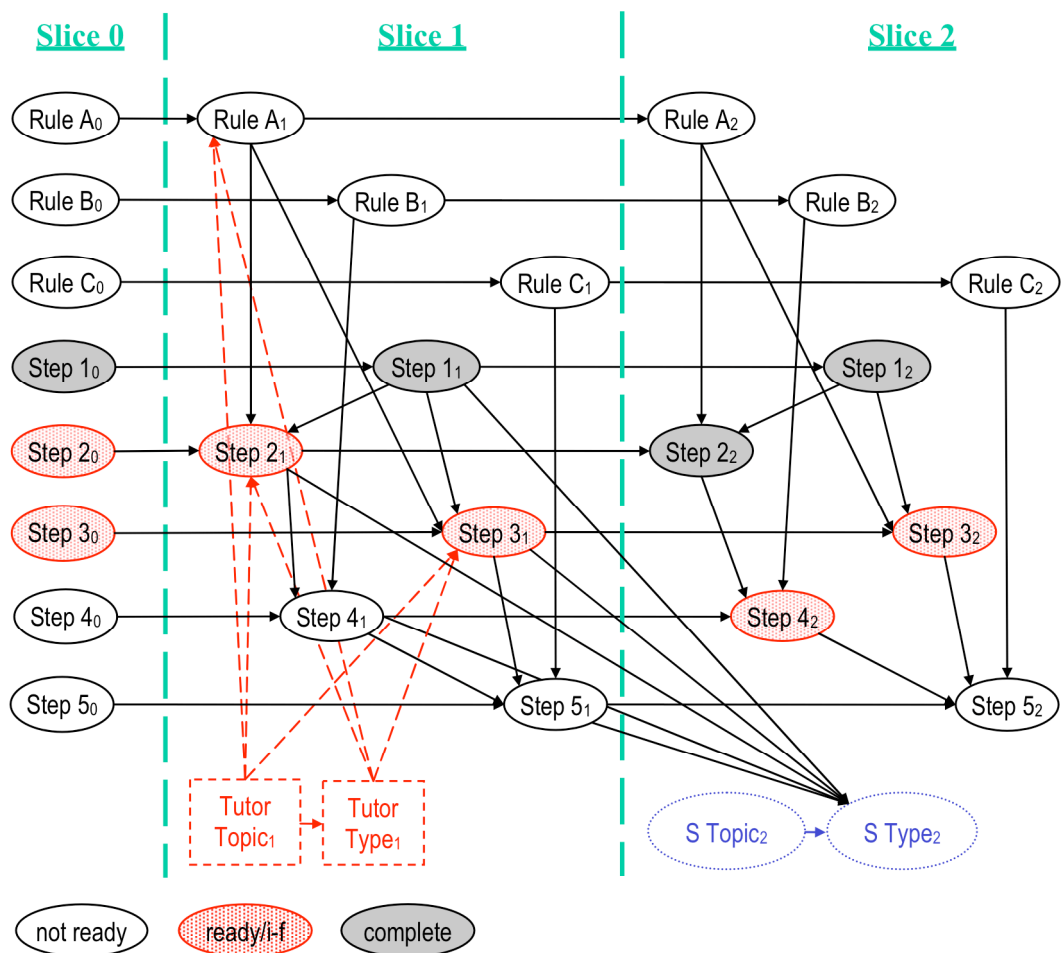 Slice 0 Slice 1 Slice 2
Rule A₀ Rule A₁ Rule A₂
Rule B₀ Rule B₁ Rule B₂
Rule C₀ Rule C₁ Rule C₂
Step 1₀ Step 1₁ Step 1₂
Step 2₀ Step 2₁ Step 2₂
Step 3₀ Step 3₁ Step 3₂
Step 4₀ Step 4₁ Step 4₂
Step 5₀ Step 5₁ Step 5₂
Tutor
Topic₁
Tutor
Type₁
S Topic₂ S Type₂
not ready ready/i-f complete